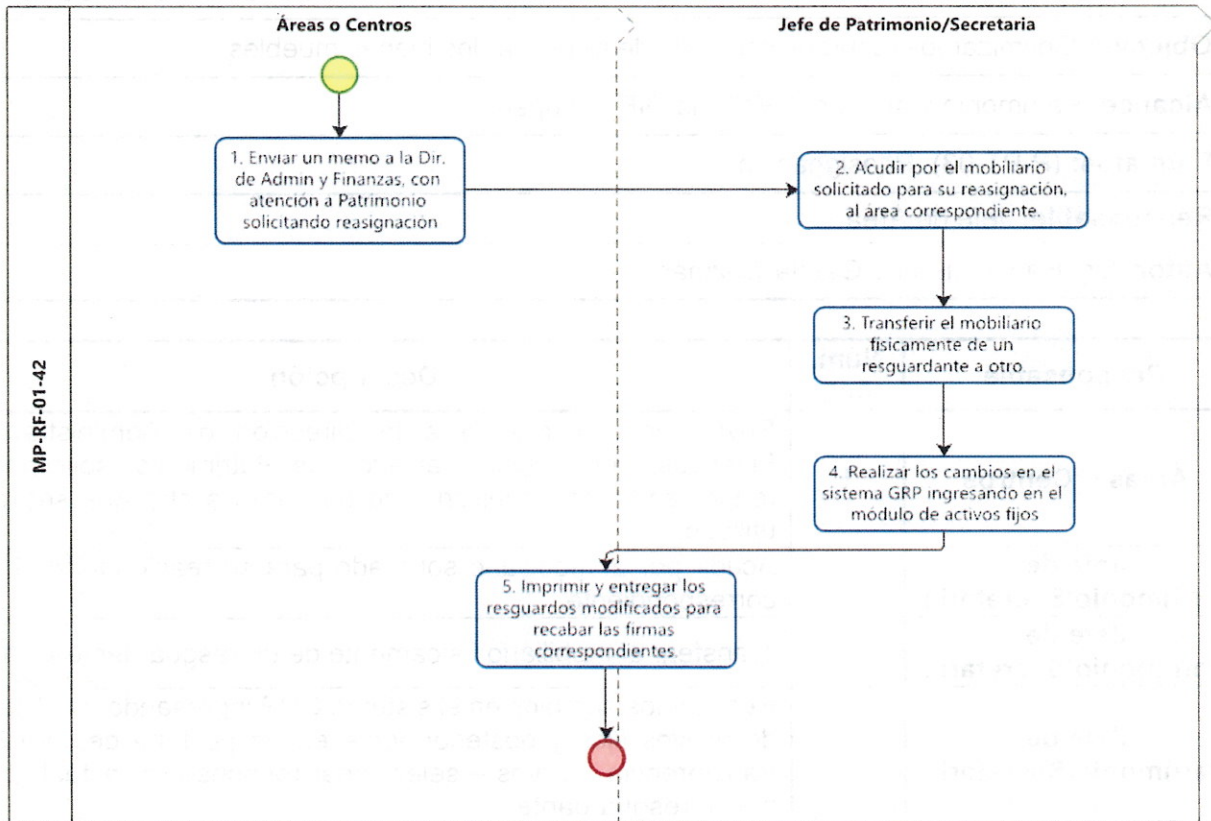 Áreas o Centros
Jefe de Patrimonio/Secretaria
MP-RF-01-42
1. Enviar un memo a la Dir.
de Admin y Finanzas, con
atención a Patrimonio
solicitando reasignación
2. Acudir por el mobiliario
solicitado para su reasignación,
al área correspondiente.
3. Transferir el mobiliario
físicamente de un
resguardante a otro
4. Realizar los cambios en el
sistema GRP ingresando en el
módulo de activos fijos
5. Imprimir y entregar los
resguardos modificados para
recabar las firmas
correspondientes.